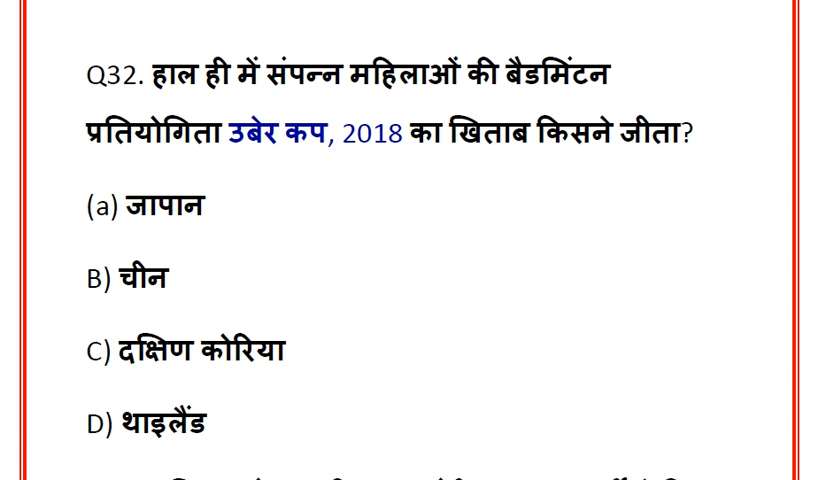 Q32. हाल ही में संपन्न महिलाओं की बैडमिंटन
प्रतियोगिता उबेर कप, 2018 का खिताब किसने जीता?
(a) जापान
B) चीन
C) दक्षिण कोरिया
D) थाइलैंड